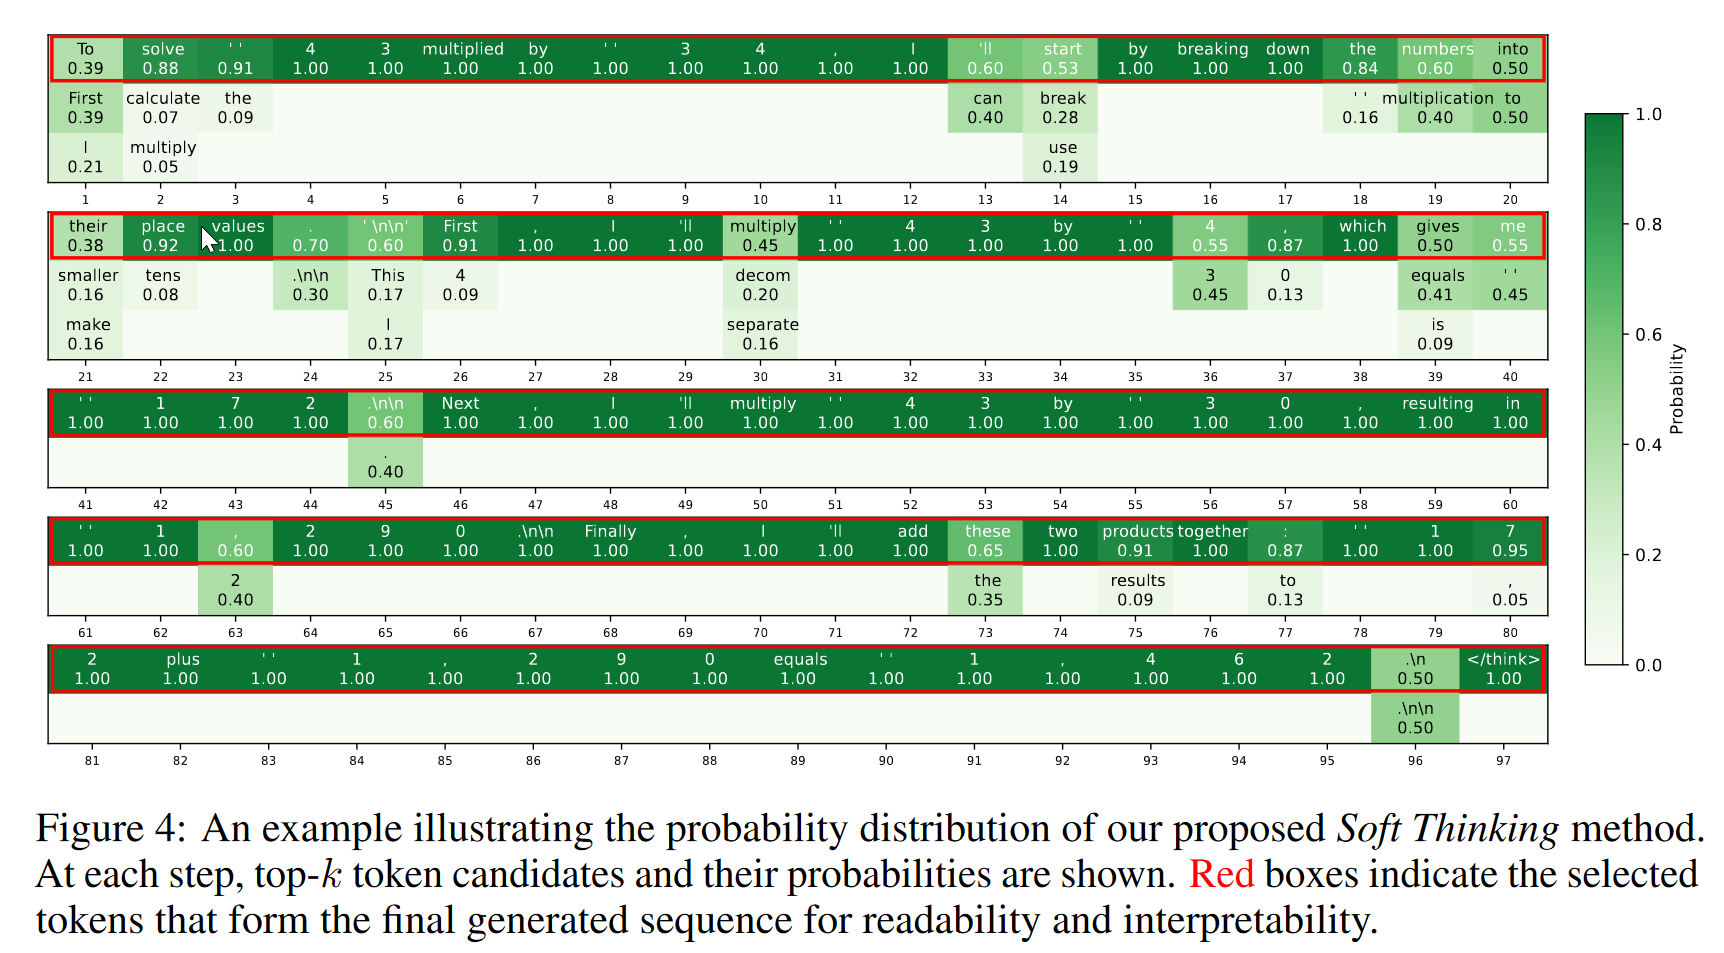 To solve ' ' 4 3 multiplied by ' ' 3 4 , I 'll start by breaking down the numbers into
0.39 0.88 0.91 1.00 1.00 1.00 1.00 1.00 1.00 1.00 1.00 1.00 0.60 0.53 1.00 1.00 1.00 0.84 0.60 0.50
First calculate the can break ' ' multiplication to
0.39 0.07 0.09 0.40 0.28 0.16 0.40 0.50
I multiply use
0.21 0.05 0.19
1 2 3 4 5 6 7 8 9 10 11 12 13 14 15 16 17 18 19 20
their place values . '\n\n' First , I 'll multiply ' ' 4 3 by ' ' 4 , which gives me
0.38 0.92 1.00 0.70 0.60 0.91 1.00 1.00 1.00 0.45 1.00 1.00 1.00 1.00 1.00 0.55 0.87 1.00 0.50 0.55
smaller tens .\n\n This 4 decom 3 0 equals ' '
0.16 0.08 0.30 0.17 0.09 0.20 0.45 0.13 0.41 0.45
make I separate is
0.16 0.17 0.16 0.09
21 22 23 24 25 26 27 28 29 30 31 32 33 34 35 36 37 38 39 40
' ' 1 7 2 .\n\n Next , I 'll multiply ' ' 4 3 by ' ' 3 0 , resulting in
1.00 1.00 1.00 1.00 0.60 1.00 1.00 1.00 1.00 1.00 1.00 1.00 1.00 1.00 1.00 1.00 1.00 1.00 1.00 1.00
.
0.40
41 42 43 44 45 46 47 48 49 50 51 52 53 54 55 56 57 58 59 60
' ' 1 , 2 9 0 .\n\n Finally , I 'll add these two products together : ' ' 1 7
1.00 1.00 0.60 1.00 1.00 1.00 1.00 1.00 1.00 1.00 1.00 1.00 0.65 1.00 0.91 1.00 0.87 1.00 1.00 0.95
2 the results to ,
0.40 0.35 0.09 0.13 0.05
61 62 63 64 65 66 67 68 69 70 71 72 73 74 75 76 77 78 79 80
2 plus ' ' 1 , 2 9 0 equals ' ' 1 , 4 6 2 .\n </think>
1.00 1.00 1.00 1.00 1.00 1.00 1.00 1.00 1.00 1.00 1.00 1.00 1.00 1.00 1.00 0.50 1.00
.\n\n
0.50
81 82 83 84 85 86 87 88 89 90 91 92 93 94 95 96 97
1.0
0.8
0.6
0.4
0.2
0.0
Probability
Figure 4: An example illustrating the probability distribution of our proposed Soft Thinking method.
At each step, top-k token candidates and their probabilities are shown. Red boxes indicate the selected
tokens that form the final generated sequence for readability and interpretability.